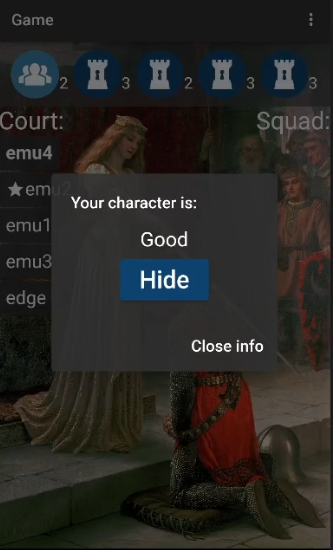 Game
2 3 2 3 3
Court: Squad:
emu4
★emu2
emu1
emu3
edge
Your character is:
Good
Hide
Close info